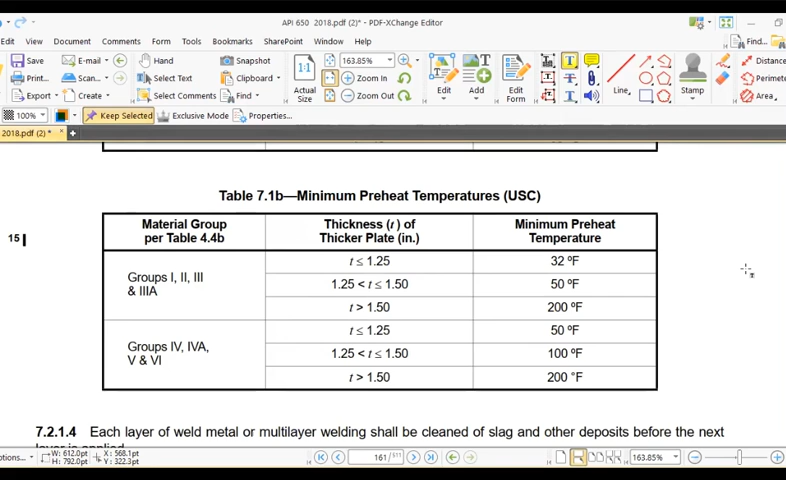 API 650 2018.pdf (2)* - PDF-XChange Editor
Edit View Document Comments Form Tools Bookmarks SharePoint Window Help Find...
Save E-mail Hand Snapshot 163.85% Distance
Print... Scan... Select Text Clipboard Actual Size Zoom In Edit Add Edit Form Line Stamp Perimeter
Export Create Select Comments Find Zoom Out Area
100% Keep Selected Exclusive Mode Properties...
2018.pdf (2) *
Table 7.1b—Minimum Preheat Temperatures (USC)
15
Material Group per Table 4.4b Thickness (t) of Thicker Plate (in.) Minimum Preheat Temperature
Groups I, II, III & IIIA
t ≤ 1.25 32 ºF
1.25 < t ≤ 1.50 50 ºF
t > 1.50 200 ºF
Groups IV, IVA, V & VI
t ≤ 1.25 50 ºF
1.25 < t ≤ 1.50 100 ºF
t > 1.50 200 °F
7.2.1.4 Each layer of weld metal or multilayer welding shall be cleaned of slag and other deposits before the next
layer is applied.
ptions... W: 612.0pt X: 568.1pt 161/511 163.85%
H: 792.0pt Y: 322.3pt